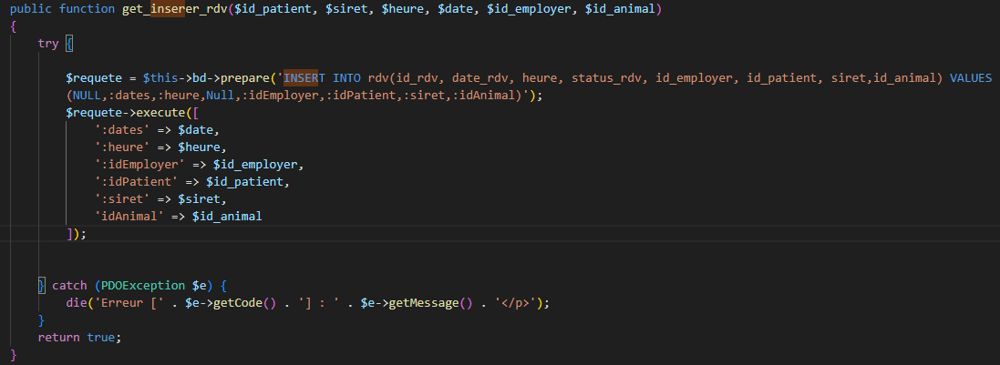 public function get_inserer_rdv($id_patient, $siret, $heure, $date, $id_employer, $id_animal)
{
    try {
        $requete = $this->bd->prepare('INSERT INTO rdv(id_rdv, date_rdv, heure, status_rdv, id_employer, id_patient, siret,id_animal) VALUES
        (NULL,:dates,:heure,Null,:idEmployer,:idPatient,:siret,:idAnimal)');
        $requete->execute([
            ':dates' => $date,
            ':heure' => $heure,
            ':idEmployer' => $id_employer,
            ':idPatient' => $id_patient,
            ':siret' => $siret,
            'idAnimal' => $id_animal
        ]);
    } catch (PDOException $e) {
        die('Erreur [' . $e->getCode() . '] : ' . $e->getMessage() . '</p>');
    }
    return true;
}